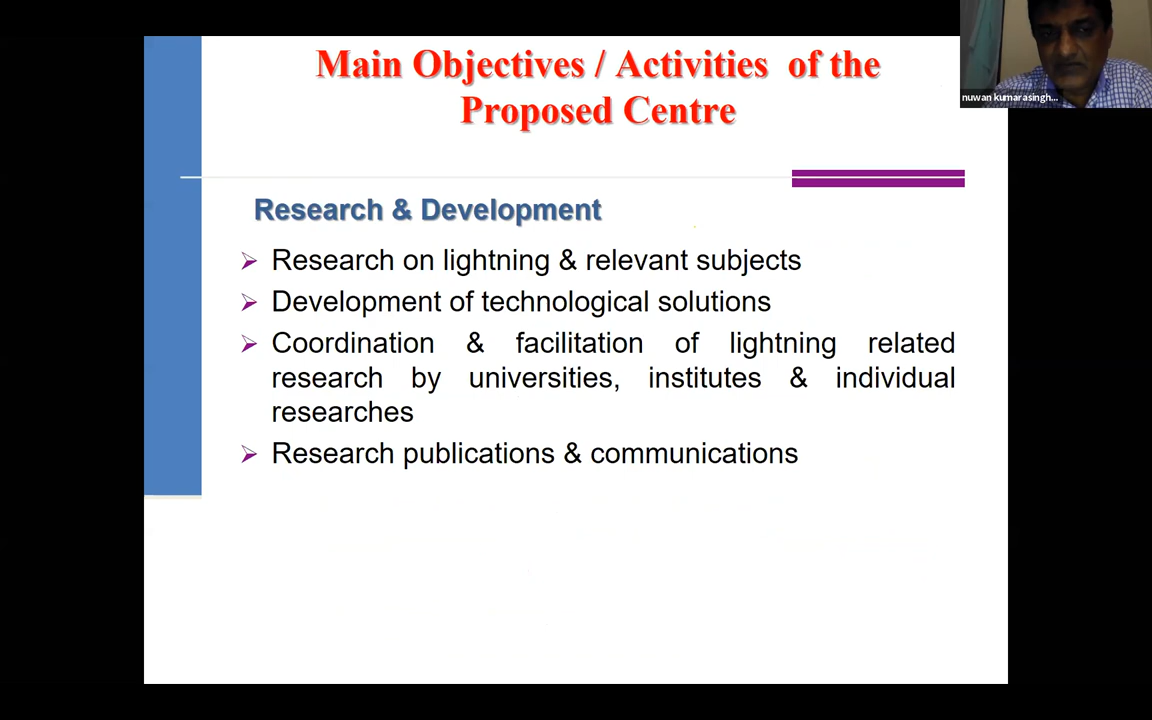 Main Objectives / Activities of the
Proposed Centre
nuwan kumarasingh...
Research & Development
Research on lightning & relevant subjects
Development of technological solutions
Coordination & facilitation of lightning related
research by universities, institutes & individual
researches
Research publications & communications